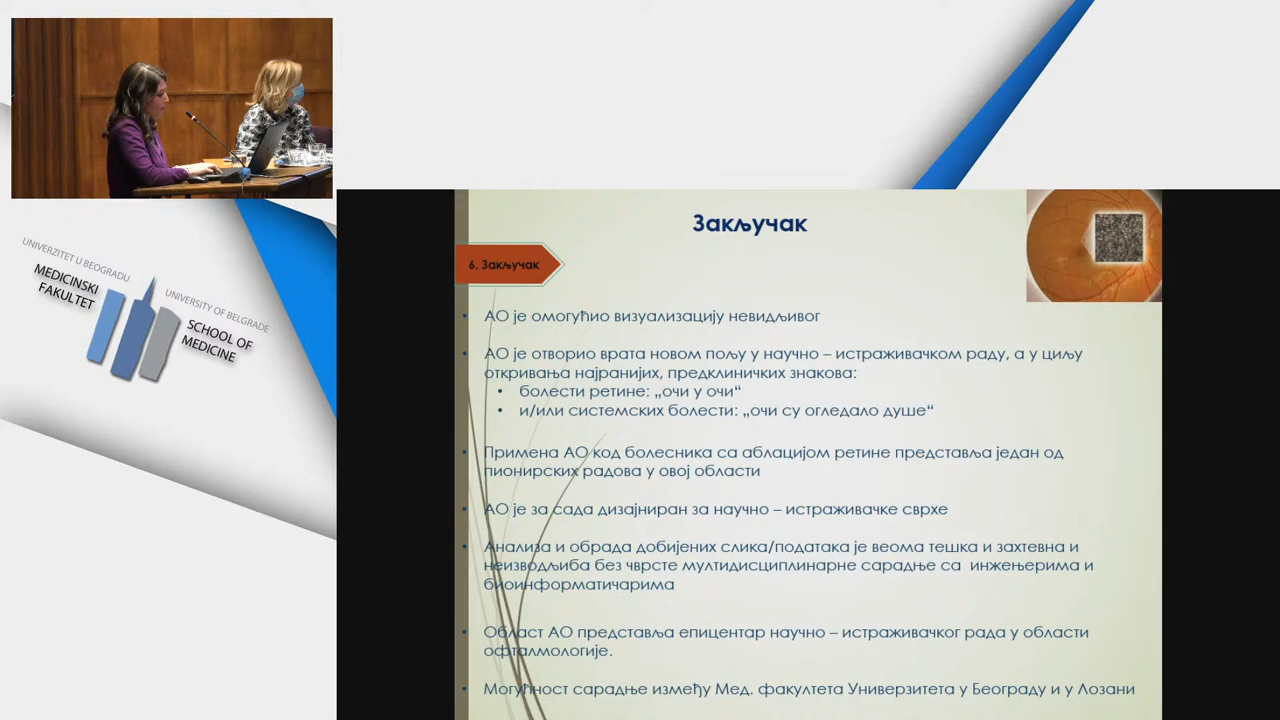 UNIVERZITET U BEOGRADU
MEDICINSKI
FAKULTET
UNIVERSITY OF BELGRADE
SCHOOL OF
MEDICINE
Закључак
6. Закључак
• АО је омогућио визуализацију невидљивог
• АО је отворио врата новом пољу у научно – истраживачком раду, а у циљу
откривања најранијих, предклиничких знакова:
• болести ретине: „очи у очи“
• и/или системских болести: „очи су огледало душе“
• Примена АО код болесника са аблацијом ретине представља један од
пионирских радова у овој области
• АО је за сада дизајниран за научно – истраживачке сврхе
• Анализа и обрада добијених слика/података је веома тешка и захтевна и
неизводљиба без чврсте мултидисциплинарне сарадње са инжењерима и
биоинформатичарима
• Област АО представља епицентар научно – истраживачког рада у области
офталмологије.
• Могућност сарадње између Мед. факултета Универзитета у Београду и у Лозани